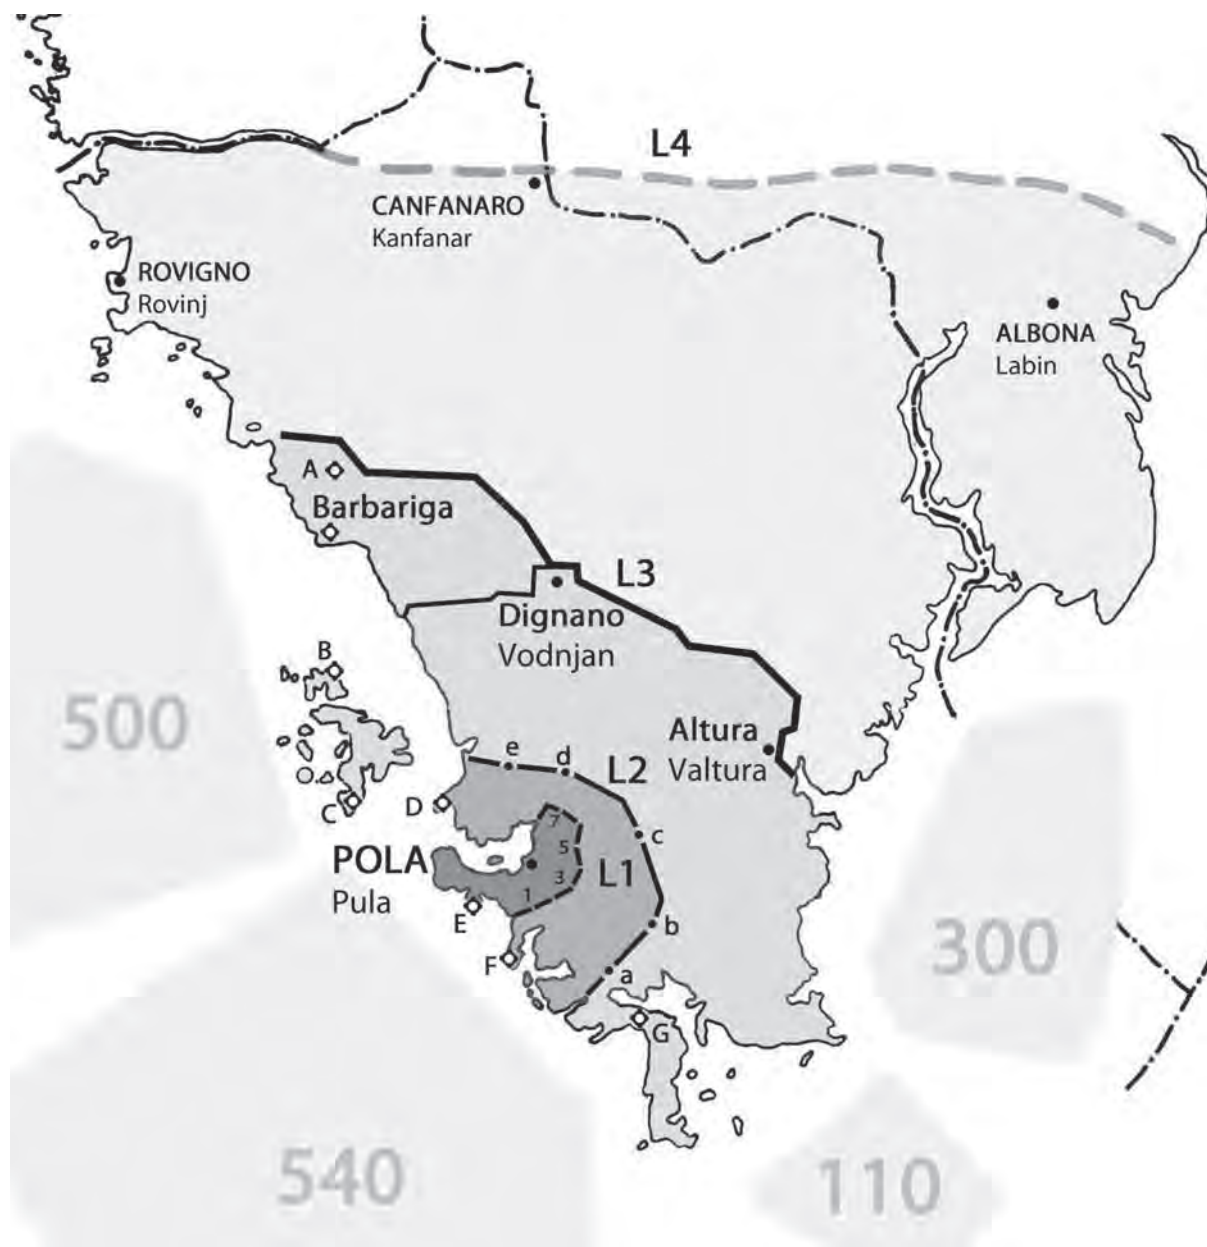 L4
CANFANARO
Kanfanar
ROVIGNO
Rovinj
ALBONA
Labin
A
Barbariga
L3
Dignano
Vodnjan
B
500
Altura
Valtura
e
d
L2
C
D
c
7
5
POLA
Pula
L1
3
1
E
b
300
F
a
G
540
110